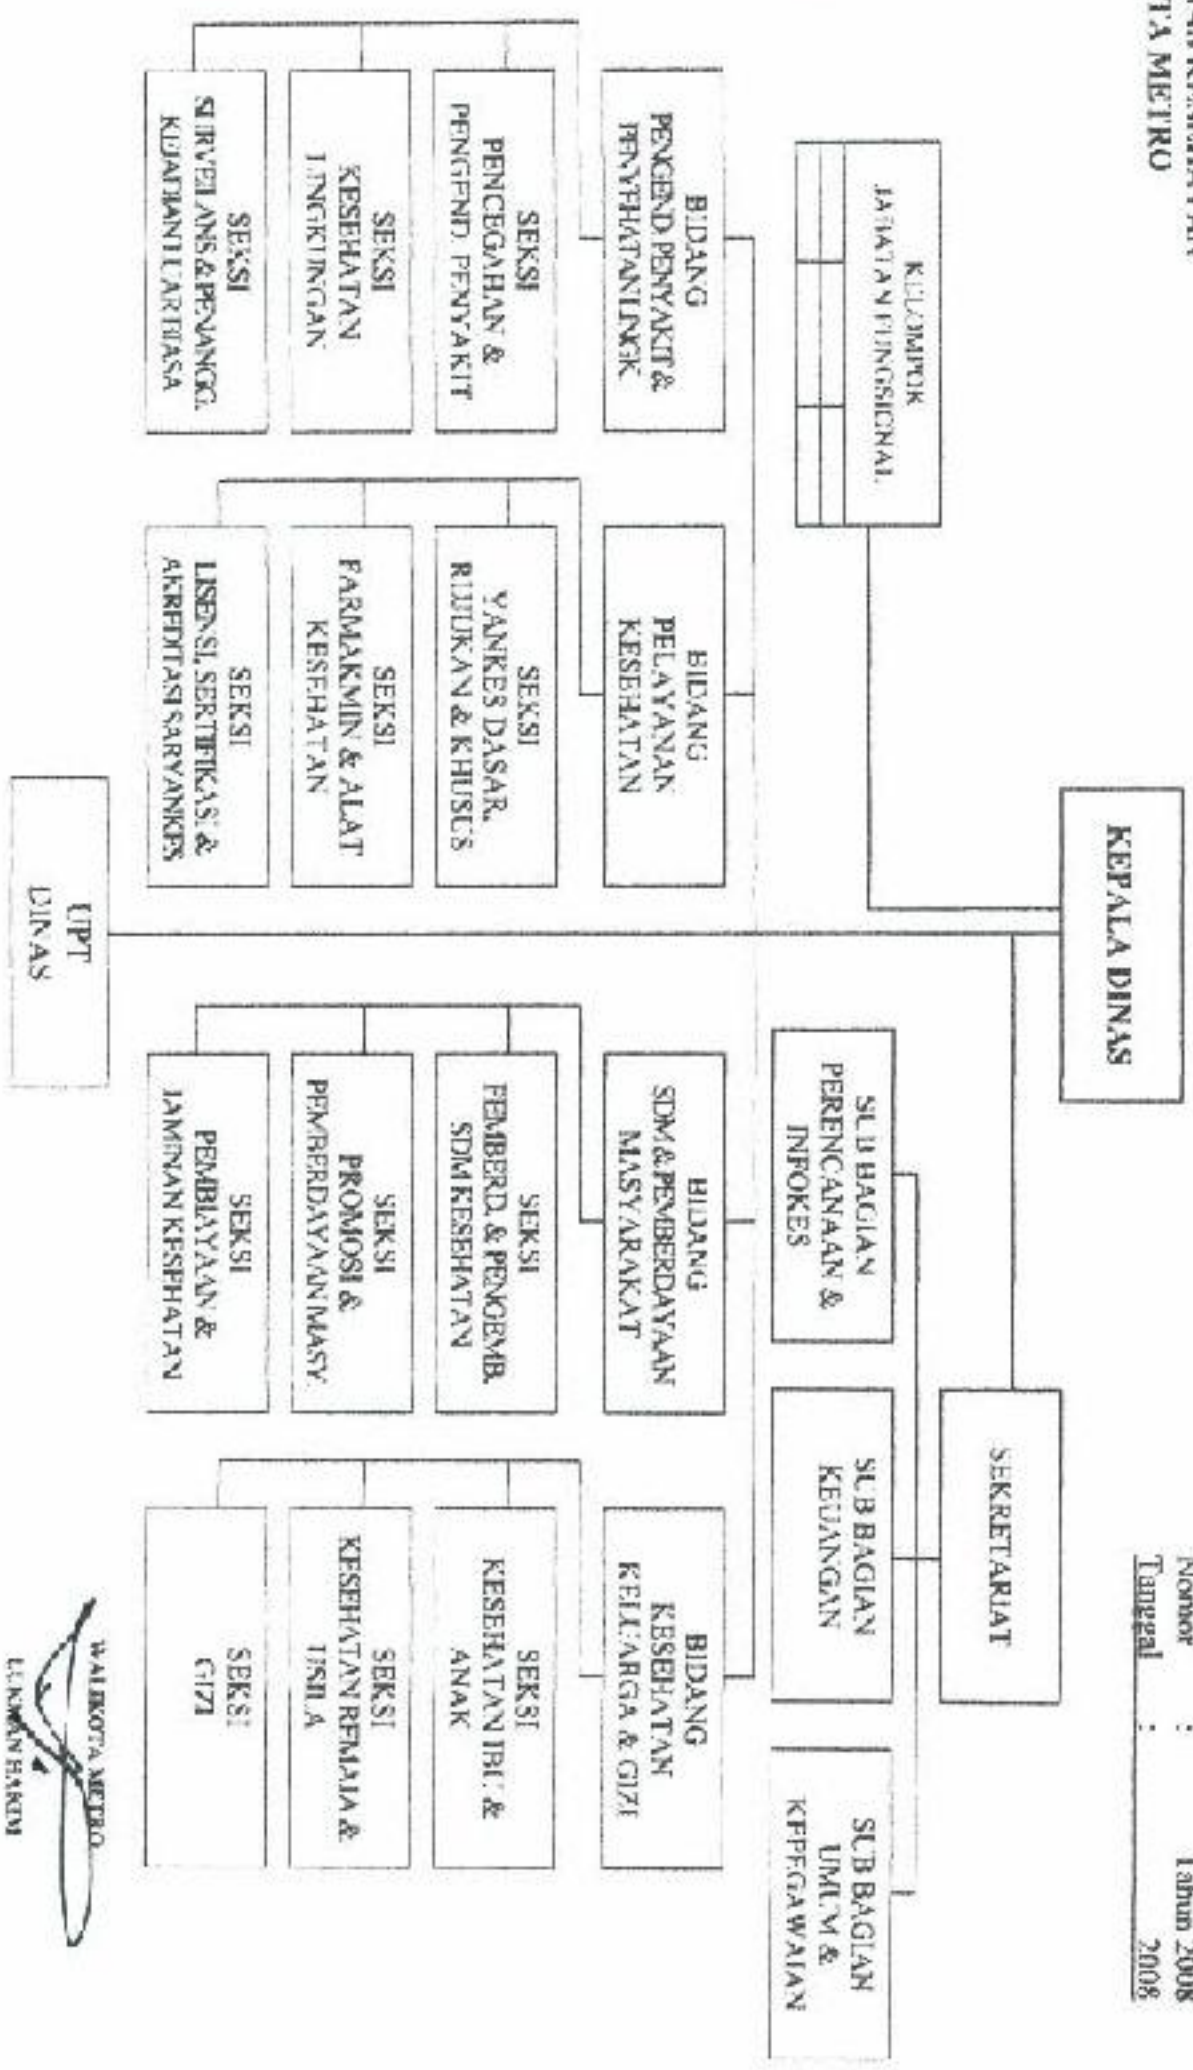 TA METRO
Nomor : Tahun 2008
Tanggal : 2008
KEPALA DINAS
KELOMPOK
JABATAN FUNGSIONAL
SEKRETARIAT
SUB BAGIAN
PERENCANAAN &
INFOKES
SUB BAGIAN
KEUANGAN
SUB BAGIAN
UMUM &
KEPEGAWAIAN
BIDANG
PENGEND. PENYAKIT &
PENYEHATAN LINGK
BIDANG
PELAYANAN
KESEHATAN
BIDANG
SDM & PEMBERDAYAAN
MASYARAKAT
BIDANG
KESEHATAN
KELUARGA & GIZI
SEKSI
PENCEGAHAN &
PENGEND. PENYAKIT
SEKSI
YANKES DASAR,
RUJUKAN & KHUSUS
SEKSI
PEMBERD. & PENGEMB.
SDM KESEHATAN
SEKSI
KESEHATAN IBU &
ANAK
SEKSI
KESEHATAN
LINGKUNGAN
SEKSI
FARMAKMIN & ALAT
KESEHATAN
SEKSI
PROMOSI &
PEMBERDAYAAN MASY.
SEKSI
KESEHATAN REMAJA &
USILA
SEKSI
SURVEILANS & PENANGG.
KEJADIAN LUAR BIASA
SEKSI
LISENSI, SERTIFIKASI &
AKREDITASI SARYANKES
SEKSI
PEMBIAYAAN &
JAMINAN KESEHATAN
SEKSI
GIZI
UPT
DINAS
WALIKOTA METRO
LUKMAN HAKIM